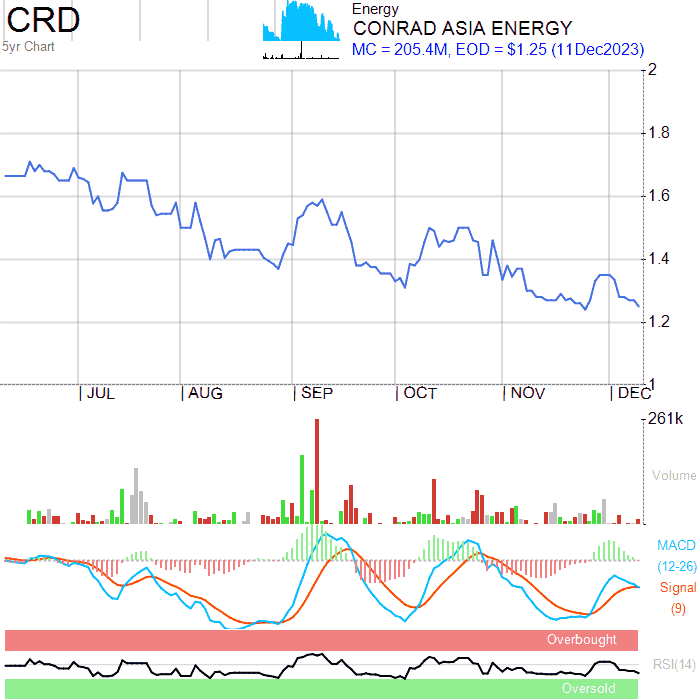 CRD
5yr Chart
Energy
CONRAD ASIA ENERGY
MC = 205.4M, EOD = $1.25 (11Dec2023)
2
1.8
1.6
1.4
1.2
1
JUL AUG SEP OCT NOV DEC
261k
Volume
MACD
(12-26)
Signal
(9)
Overbought
RSI(14)
Oversold